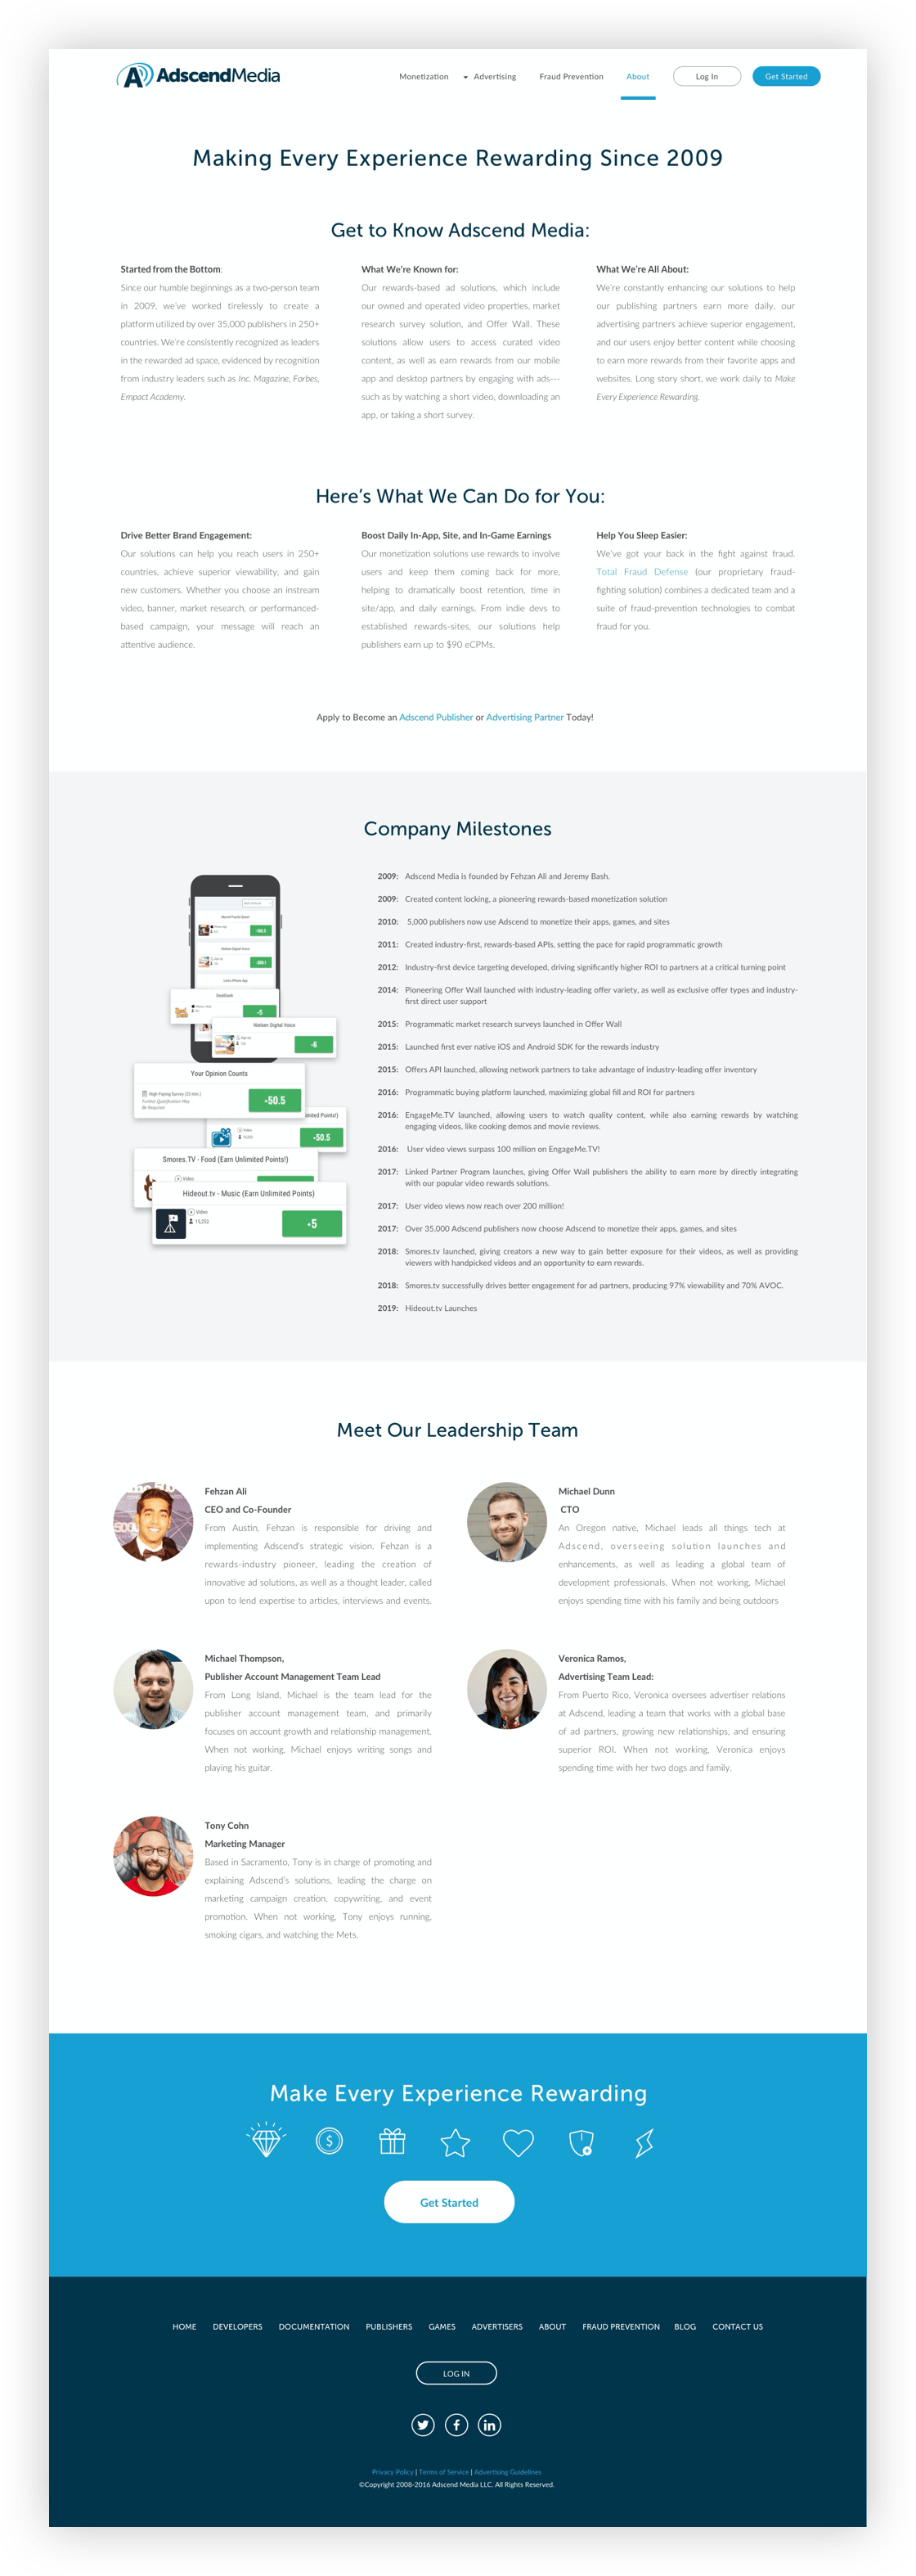 AdscendMedia
Monetization
Advertising
Fraud Prevention
About
Log In
Get Started
Making Every Experience Rewarding Since 2009
Get to Know Adscend Media:
Started from the Bottom.
Since our humble beginnings as a two-person team
in 2009, we've worked tirelessly to create a
platform utilized by over 35,000 publishers in 250+
countries. We're consistently recognized as leaders
in the rewarded ad space, evidenced by recognition
from industry leaders such as Inc. Magazine, Forbes,
Empact Academy.
What We're Known for:
Our rewards-based ad solutions, which include
our owned and operated video properties, market
research survey solution, and Offer Wall. These
solutions allow users to access curated video
content, as well as earn rewards from our mobile
app and desktop partners by engaging with ads---
such as by watching a short video, downloading an
app, or taking a short survey.
What We're All About:
We're constantly enhancing our solutions to help
our publishing partners earn more daily, our
advertising partners achieve superior engagement,
and our users enjoy better content while choosing
to earn more rewards from their favorite apps and
websites. Long story short, we work daily to Make
Every Experience Rewarding.
Here's What We Can Do for You:
Drive Better Brand Engagement:
Our solutions can help you reach users in 250+
countries, achieve superior viewability, and gain
new customers. Whether you choose an instream
video, banner, market research, or performanced-
based campaign, your message will reach an
attentive audience.
Boost Daily In-App, Site, and In-Game Earnings
Our monetization solutions use rewards to involve
users and keep them coming back for more,
helping to dramatically boost retention, time in
site/app, and daily earnings. From indie devs to
established rewards-sites, our solutions help
publishers earn up to $90 eCPMs.
Help You Sleep Easier:
We've got your back in the fight against fraud.
Total Fraud Defense (our proprietary fraud-
fighting solution) combines a dedicated team and a
suite of fraud-prevention technologies to combat
fraud for you.
Apply to Become an Adscend Publisher or Advertising Partner Today!
Company Milestones
Nielsen Digital Voice
DoorDash
+5
Nielsen Digital Voice
+6
Your Opinion Counts
High Paying Survey (23 min.)
Further Qualification May
Be Required
+50.5
mited Points!)
Video
+50.5
Smores.TV - Food (Earn Unlimited Points!)
Video
Hideout.tv - Music (Earn Unlimited Points)
Video
15,232
+5
2009: Adscend Media is founded by Fehzan Ali and Jeremy Bash.
2009: Created content locking, a pioneering rewards-based monetization solution
2010: 5,000 publishers now use Adscend to monetize their apps, games, and sites
2011: Created industry-first, rewards-based APIs, setting the pace for rapid programmatic growth
2012: Industry-first device targeting developed, driving significantly higher ROI to partners at a critical turning point
2014: Pioneering Offer Wall launched with industry-leading offer variety, as well as exclusive offer types and industry-
first direct user support
2015: Programmatic market research surveys launched in Offer Wall
2015: Launched first ever native iOS and Android SDK for the rewards industry
2015: Offers API launched, allowing network partners to take advantage of industry-leading offer inventory
2016: Programmatic buying platform launched, maximizing global fill and ROI for partners
2016: EngageMe.TV launched, allowing users to watch quality content, while also earning rewards by watching
engaging videos, like cooking demos and movie reviews.
2016: User video views surpass 100 million on EngageMe.TV!
2017: Linked Partner Program launches, giving Offer Wall publishers the ability to earn more by directly integrating
with our popular video rewards solutions.
2017: User video views now reach over 200 million!
2017: Over 35,000 Adscend publishers now choose Adscend to monetize their apps, games, and sites
2018: Smores.tv launched, giving creators a new way to gain better exposure for their videos, as well as providing
viewers with handpicked videos and an opportunity to earn rewards.
2018: Smores.tv successfully drives better engagement for ad partners, producing 97% viewability and 70% AVOC.
2019: Hideout.tv Launches
Meet Our Leadership Team
Fehzan Ali
CEO and Co-Founder
From Austin, Fehzan is responsible for driving and
implementing Adscend's strategic vision. Fehzan is a
rewards-industry pioneer, leading the creation of
innovative ad solutions, as well as a thought leader, called
upon to lend expertise to articles, interviews and events.
Michael Dunn
CTO
An Oregon native, Michael leads all things tech at
Adscend, overseeing solution launches and
enhancements, as well as leading a global team of
development professionals. When not working, Michael
enjoys spending time with his family and being outdoors
Michael Thompson,
Publisher Account Management Team Lead
From Long Island, Michael is the team lead for the
publisher account management team, and primarily
focuses on account growth and relationship management,
When not working, Michael enjoys writing songs and
playing his guitar.
Veronica Ramos,
Advertising Team Lead:
From Puerto Rico, Veronica oversees advertiser relations
at Adscend, leading a team that works with a global base
of ad partners, growing new relationships, and ensuring
superior ROI. When not working, Veronica enjoys
spending time with her two dogs and family.
Tony Cohn
Marketing Manager
Based in Sacramento, Tony is in charge of promoting and
explaining Adscend's solutions, leading the charge on
marketing campaign creation, copywriting, and event
promotion. When not working, Tony enjoys running,
smoking cigars, and watching the Mets.
Make Every Experience Rewarding
Get Started
HOME
DEVELOPERS
DOCUMENTATION
PUBLISHERS
GAMES
ADVERTISERS
ABOUT
FRAUD PREVENTION
BLOG
CONTACT US
LOG IN
Privacy Policy | Terms of Service | Advertising Guidelines
©Copyright 2008-2016 Adscend Media LLC. All Rights Reserved.